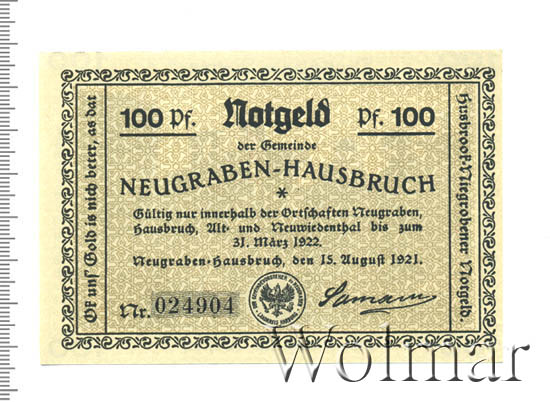 100 Pf. Notgeld Pf. 100
der Gemeinde
NEUGRABEN-HAUSBRUCH
*
Gültig nur innerhalb der Ortschaften Neugraben,
Hausbruch, Alt- und Neuwiedenthal bis zum
31. März 1922.
Neugraben-Hausbruch, den 15. August 1921.
Nr. 024904
Ok uns' Gold is nich beter, as dat
Husbrook-Niegrobener Notgeld.
Wolmar